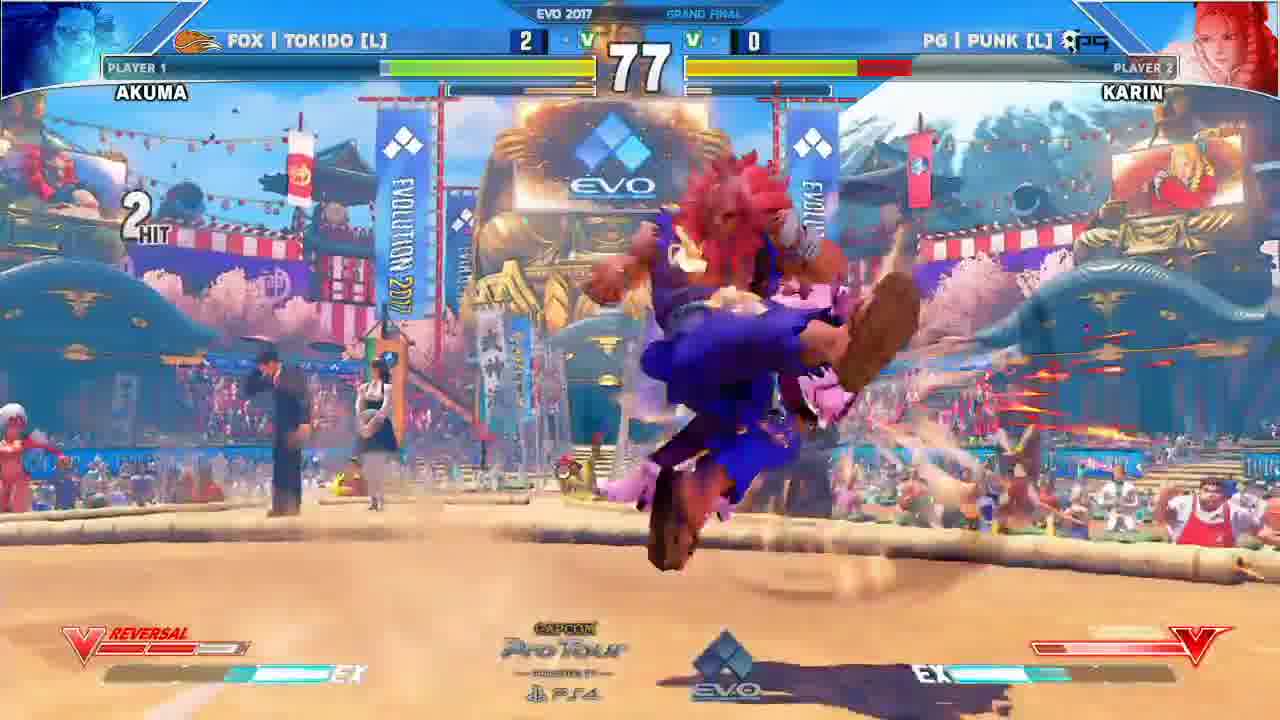 EVO 2017 GRAND FINAL
FOX | TOKIDO [L] 2 V 77 V 0 PG | PUNK [L]
PLAYER 1 PLAYER 2
AKUMA KARIN
EVO
EVOLUTION 2017
EVOLU
2 HIT
REVERSAL
V V
EX EX
CAPCOM
Pro Tour
PS4
EVO